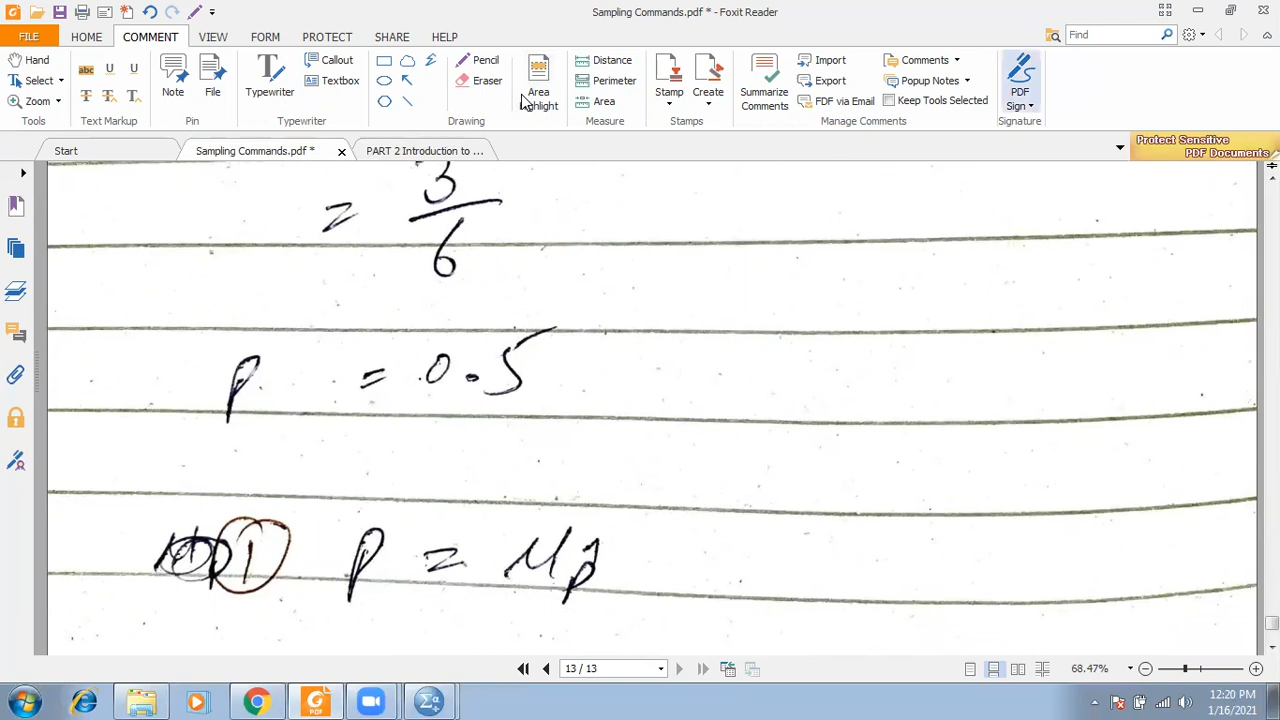 Sampling Commands.pdf * - Foxit Reader
FILE HOME COMMENT VIEW FORM PROTECT SHARE HELP Find
Hand Callout Pencil Distance Import Comments
Select Textbox Eraser Perimeter Export Popup Notes
Zoom Area FDF via Email Keep Tools Selected
Note File Typewriter Area Highlight Stamp Create Summarize Comments PDF Sign
Tools Text Markup Pin Typewriter Drawing Measure Stamps Manage Comments Signature
Start Sampling Commands.pdf * PART 2 Introduction to ...
Protect Sensitive
PDF Documents
= 3/6
p = 0.5
① p = μp̂
13 / 13 68.47%
12:20 PM
1/16/2021